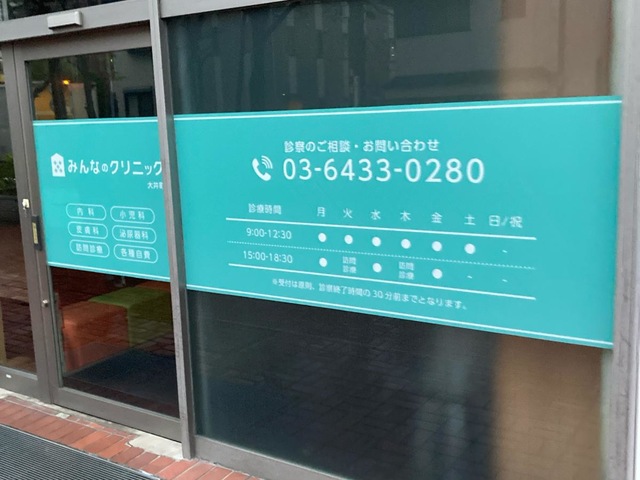 みんなのクリニック
大井町
内科
小児科
皮膚科
泌尿器科
訪問診療
各種自費
診察のご相談・お問い合わせ
03-6433-0280
診療時間 月 火 水 木 金 土 日/祝
9:00-12:30 ● ● ● ● ● ● -
15:00-18:30 ● 訪問診療 ● 訪問診療 ● - -
※受付は原則、診察終了時間の30分前までとなります。